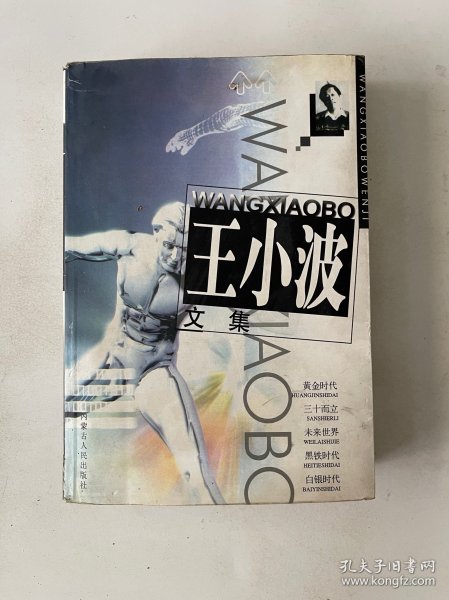 WANGXIAOBOWENJI
WANGXIAOBO
WANGXIAOBO
王小波
文集
黄金时代
HUANGJINSHIDAI
三十而立
SANSHIERLI
未来世界
WEILAISHIJIE
黑铁时代
HEITIESHIDAI
白银时代
BAIYINSHIDAI
内蒙古人民出版社
孔夫子旧书网
www.kongfz.com